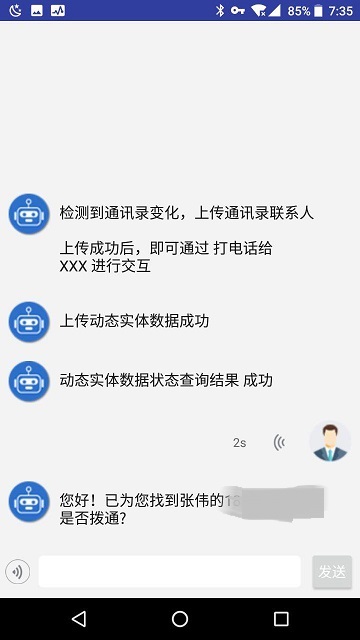 85% 7:35
检测到通讯录变化，上传通讯录联系人
上传成功后，即可通过 打电话给
XXX 进行交互
上传动态实体数据成功
动态实体数据状态查询结果 成功
2s
您好！已为您找到张伟的
是否拨通?
发送